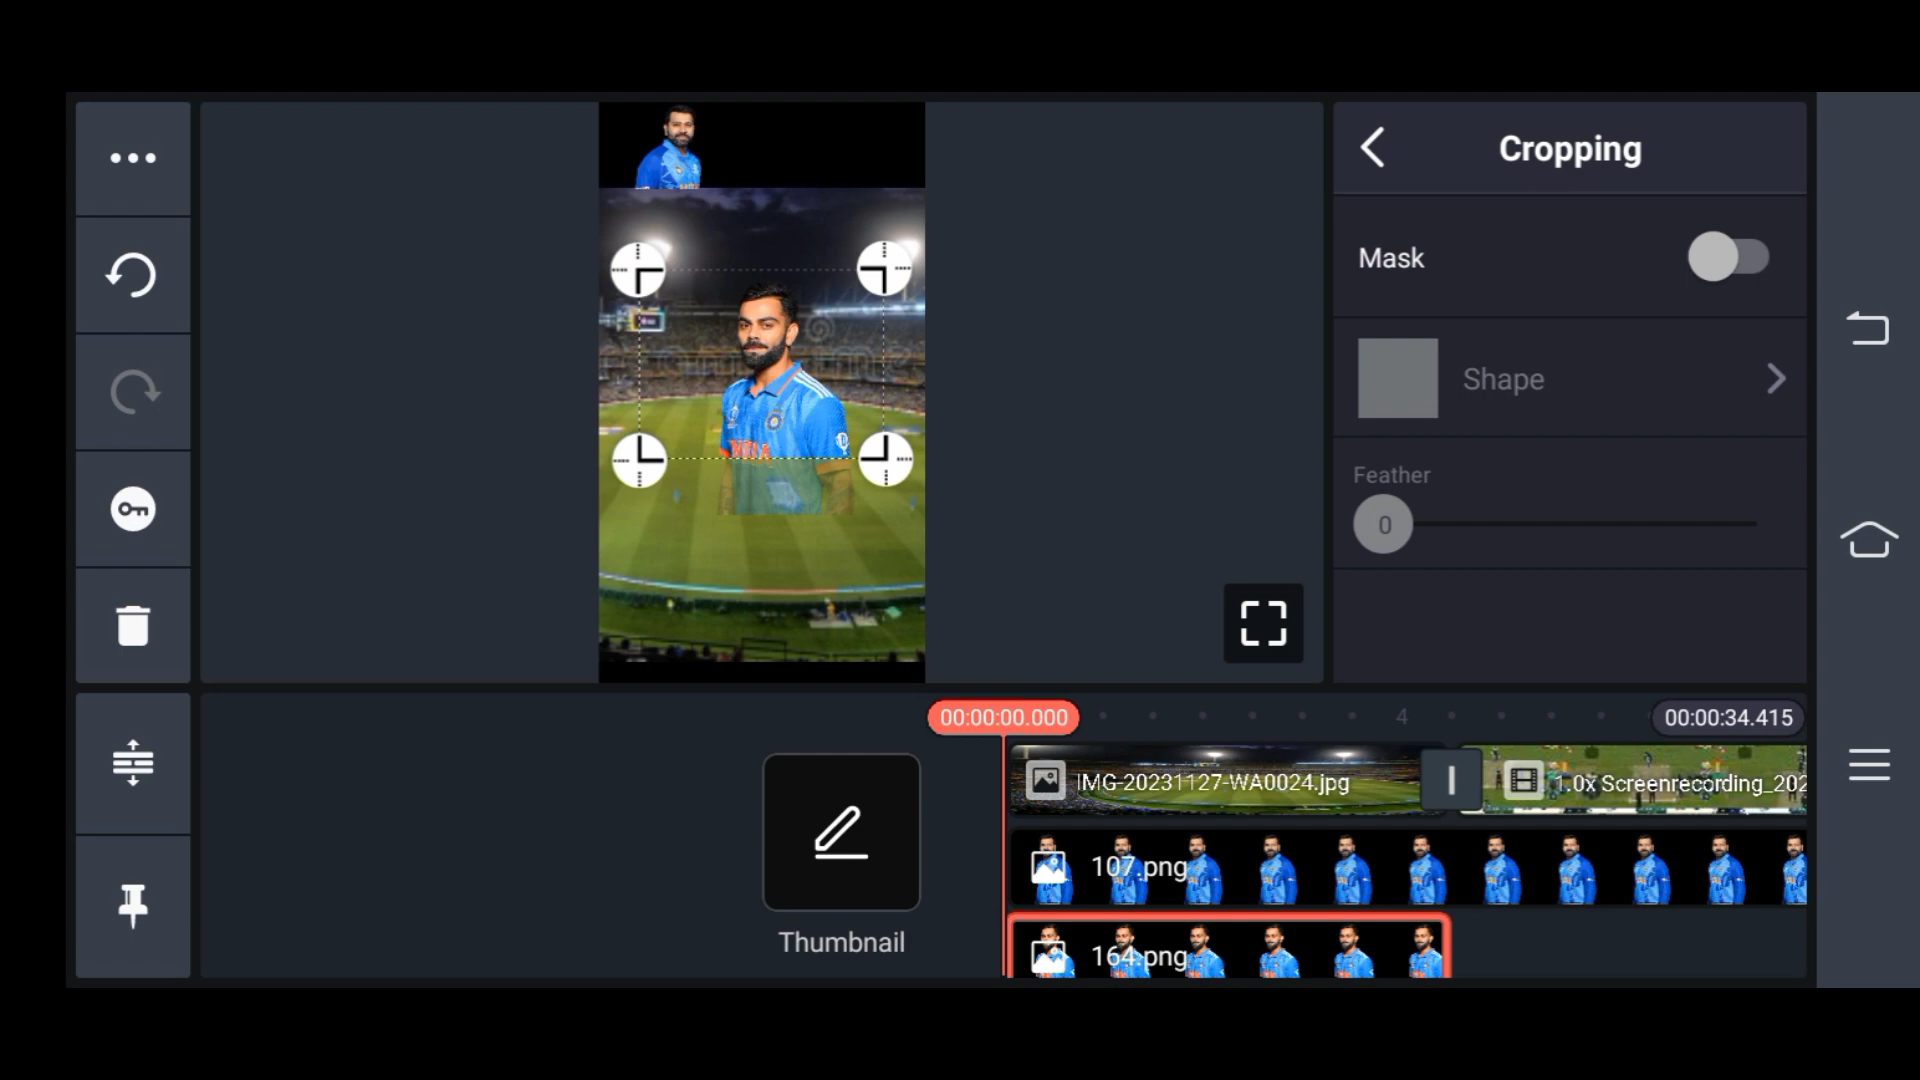 Cropping
Mask
Shape
Feather
0
INDIA
00:00:00.000
4
00:00:34.415
IMG-20231127-WA0024.jpg
1.0x Screenrecording_202
107.png
164.png
Thumbnail